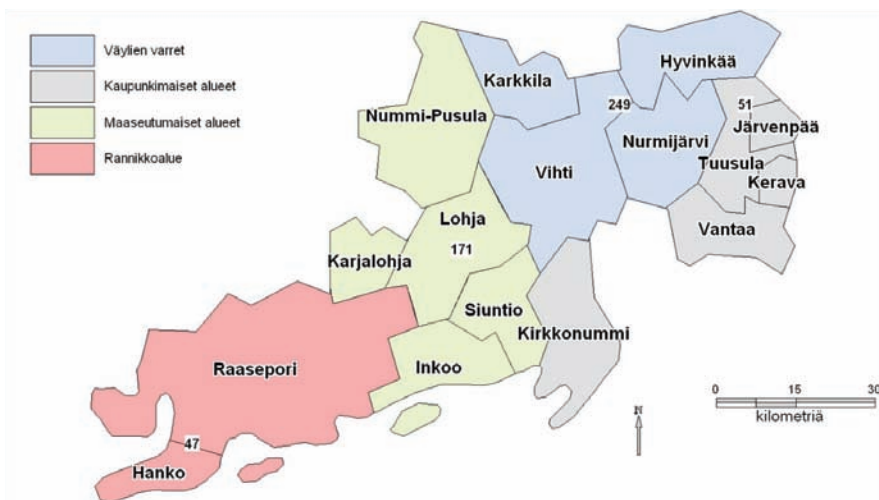 Väylien varret
Kaupunkimaiset alueet
Maaseutumaiset alueet
Rannikkoalue
Hyvinkää
Karkkila
249
51
Nummi-Pusula
Järvenpää
Nurmijärvi
Tuusula
Vihti
Kerava
Lohja
Vantaa
171
Karjalohja
Siuntio
Kirkkonummi
Raasepori
Inkoo
0 15 30
kilometriä
N
47
Hanko